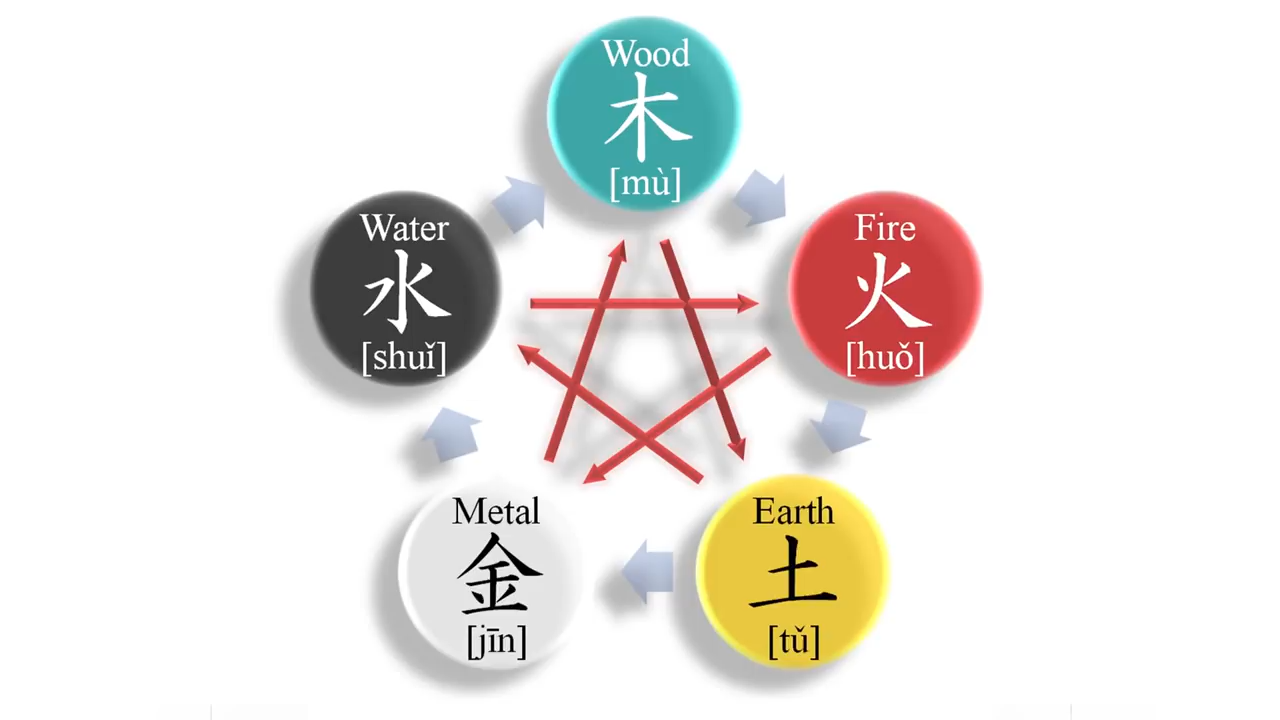 Wood
木
[mù]
Water
水
[shuǐ]
Fire
火
[huǒ]
Metal
金
[jīn]
Earth
土
[tǔ]